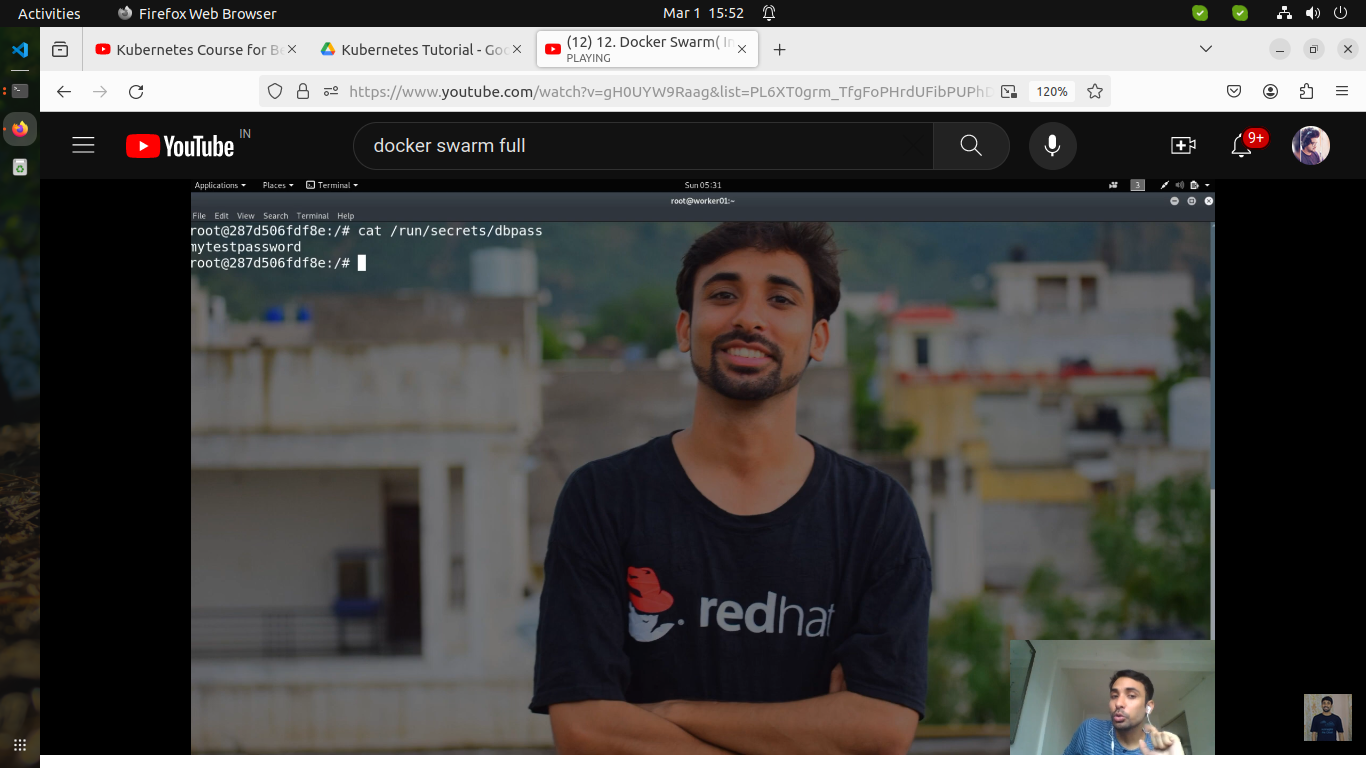 Activities
Firefox Web Browser
Mar 1 15:52
Kubernetes Course for Be
Kubernetes Tutorial - Goo
(12) 12. Docker Swarm( In
PLAYING
https://www.youtube.com/watch?v=gH0UYW9Raag&list=PL6XT0grm_TfgFoPHrdUFibPUPhD
120%
YouTube
IN
docker swarm full
9+
Applications
Places
Terminal
Sun 05:31
3
root@worker01:~
File Edit View Search Terminal Help
root@287d506fdf8e:/# cat /run/secrets/dbpass
mytestpassword
root@287d506fdf8e:/#
redhat